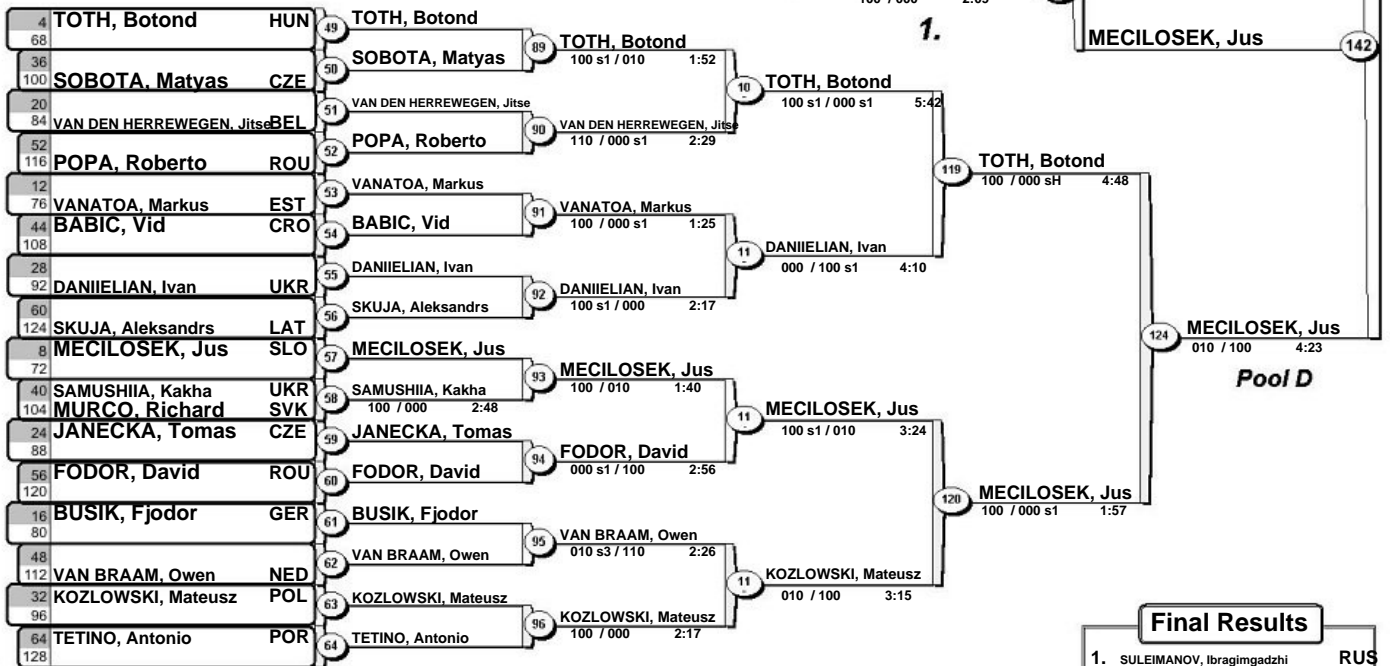 1.
MECILOSEK, Jus
142
4
68
TOTH, Botond HUN
36
100
SOBOTA, Matyas CZE
20
84
VAN DEN HERREWEGEN, Jitse BEL
52
116
POPA, Roberto ROU
12
76
VANATOA, Markus EST
44
108
BABIC, Vid CRO
28
92
DANIIELIAN, Ivan UKR
60
124
SKUJA, Aleksandrs LAT
8
72
MECILOSEK, Jus SLO
40 SAMUSHIIA, Kakha UKR
104 MURCO, Richard SVK
24
88
JANECKA, Tomas CZE
56
120
FODOR, David ROU
16
80
BUSIK, Fjodor GER
48
112
VAN BRAAM, Owen NED
32
96
KOZLOWSKI, Mateusz POL
64
128
TETINO, Antonio POR
49 TOTH, Botond
50 SOBOTA, Matyas
51 VAN DEN HERREWEGEN, Jitse
52 POPA, Roberto
53 VANATOA, Markus
54 BABIC, Vid
55 DANIIELIAN, Ivan
56 SKUJA, Aleksandrs
57 MECILOSEK, Jus
58 SAMUSHIIA, Kakha
100 / 000 2:48
59 JANECKA, Tomas
60 FODOR, David
61 BUSIK, Fjodor
62 VAN BRAAM, Owen
63 KOZLOWSKI, Mateusz
64 TETINO, Antonio
89 TOTH, Botond
100 s1 / 010 1:52
90 VAN DEN HERREWEGEN, Jitse
110 / 000 s1 2:29
91 VANATOA, Markus
100 / 000 s1 1:25
92 DANIIELIAN, Ivan
100 s1 / 000 2:17
93 MECILOSEK, Jus
100 / 010 1:40
94 FODOR, David
000 s1 / 100 2:56
95 VAN BRAAM, Owen
010 s3 / 110 2:26
96 KOZLOWSKI, Mateusz
100 / 000 2:17
10 TOTH, Botond
100 s1 / 000 s1 5:42
11 DANIIELIAN, Ivan
000 / 100 s1 4:10
11 MECILOSEK, Jus
100 s1 / 010 3:24
11 KOZLOWSKI, Mateusz
010 / 100 3:15
119 TOTH, Botond
100 / 000 sH 4:48
120 MECILOSEK, Jus
100 / 000 s1 1:57
124 MECILOSEK, Jus
010 / 100 4:23
Pool D
Final Results
1. SULEIMANOV, Ibragimgadzhi RUS